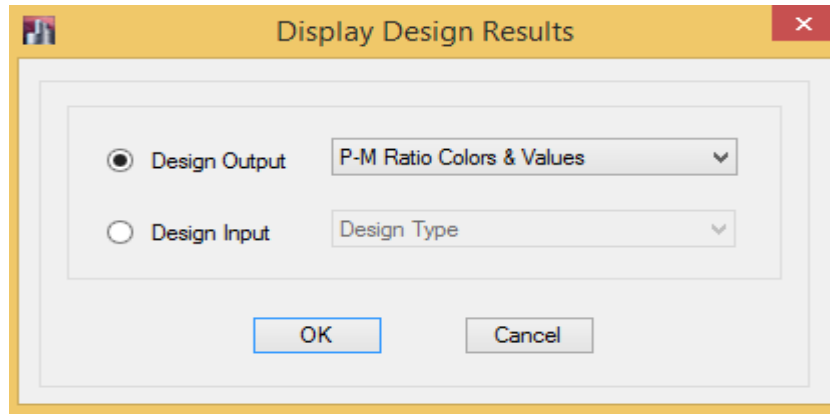 Display Design Results
Design Output P-M Ratio Colors & Values
Design Input Design Type
OK Cancel